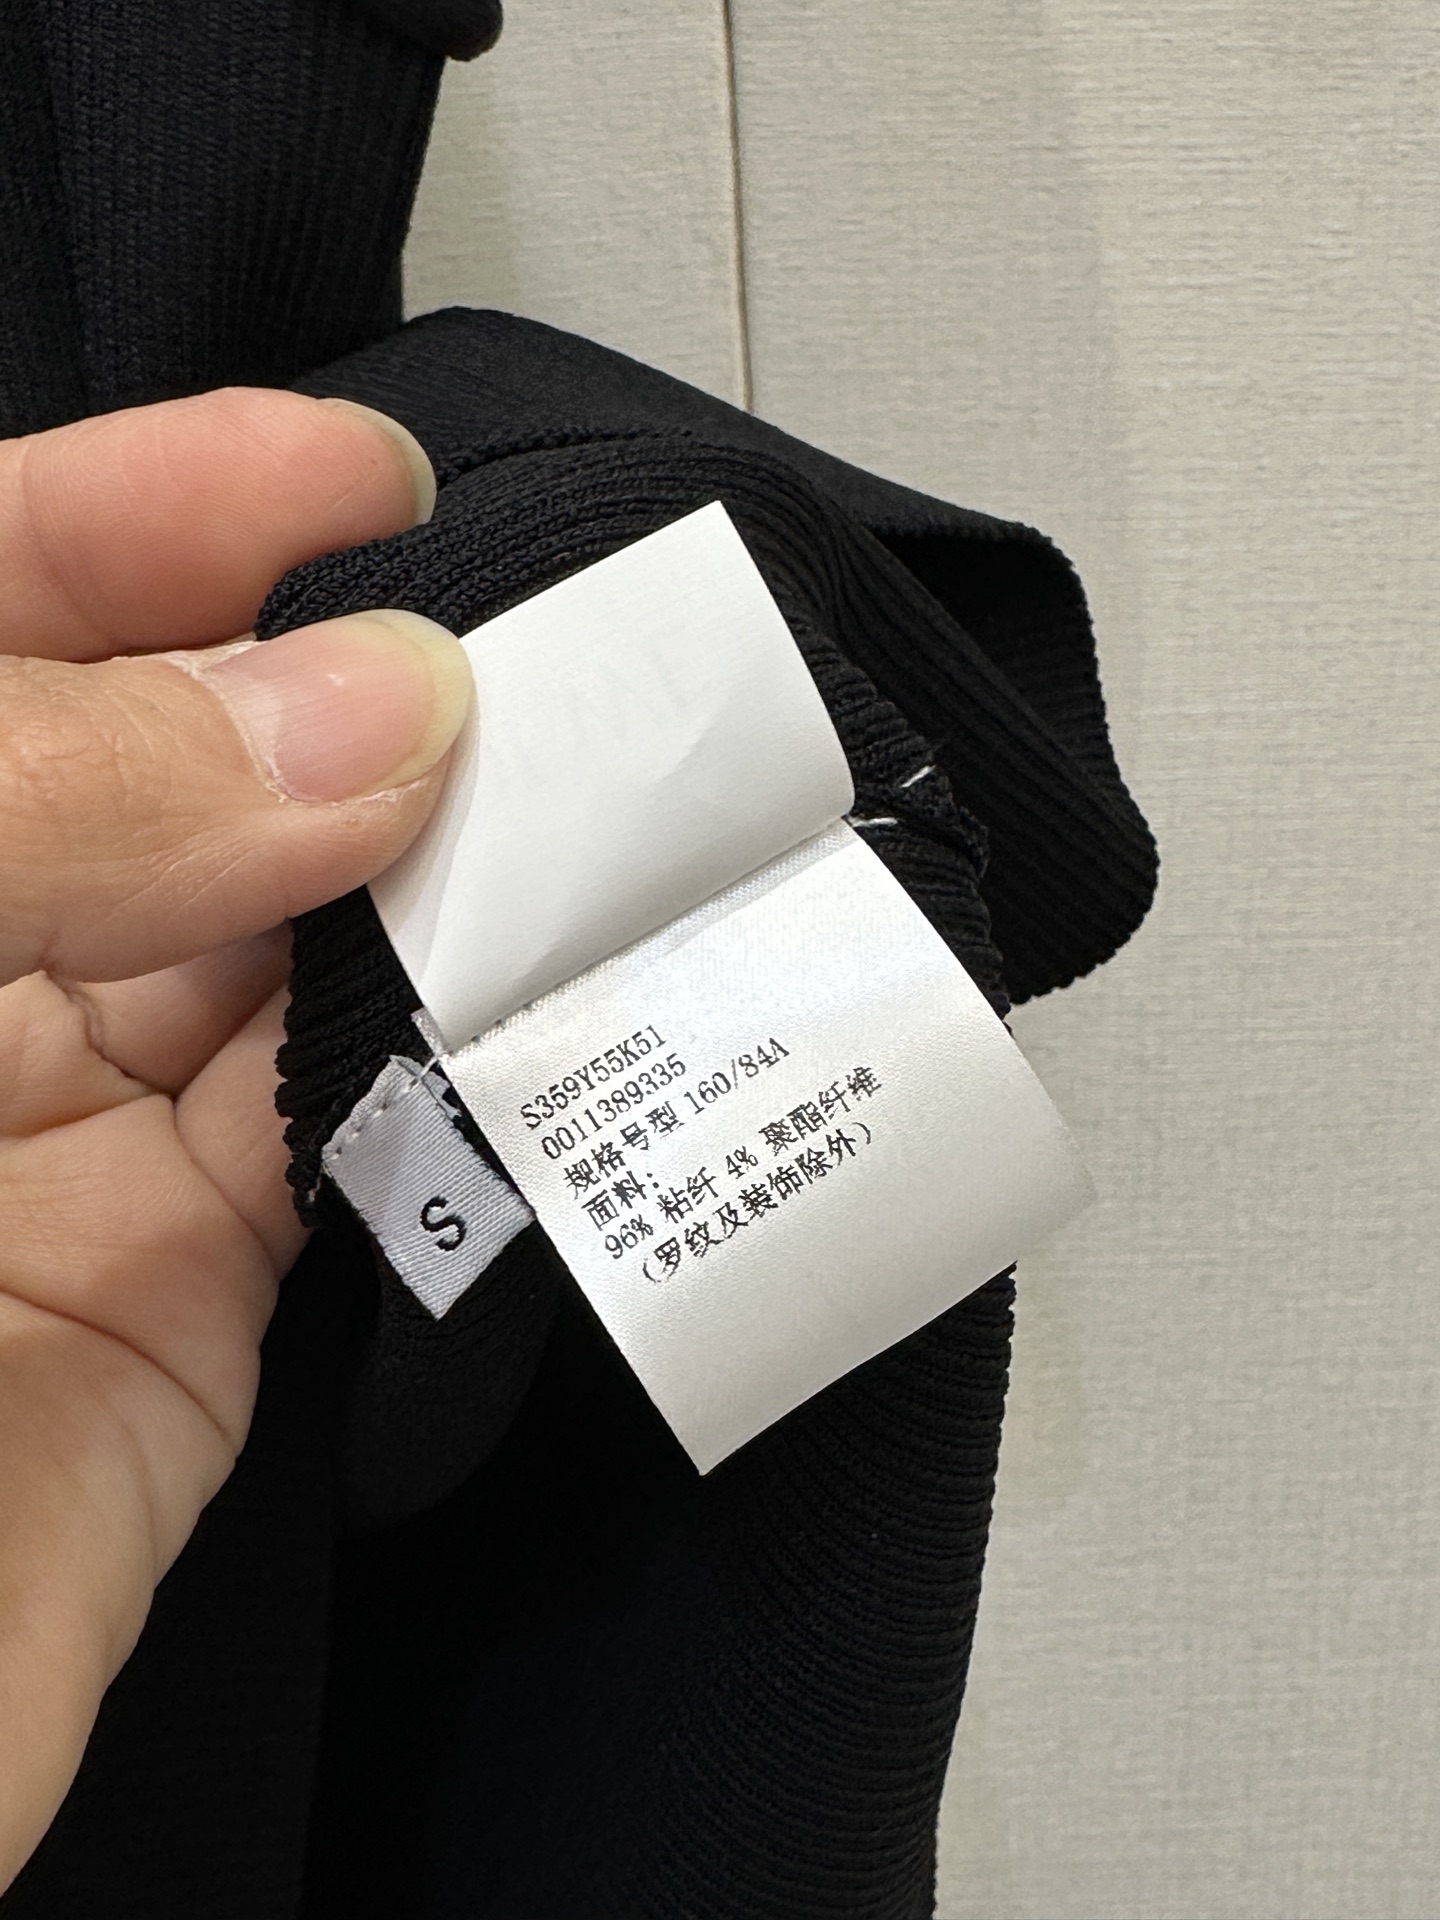 S359Y55K51
0011389335
规格号型 160/84A
面料:
96% 粘纤 4% 聚酯纤维
(罗纹及装饰除外)
S